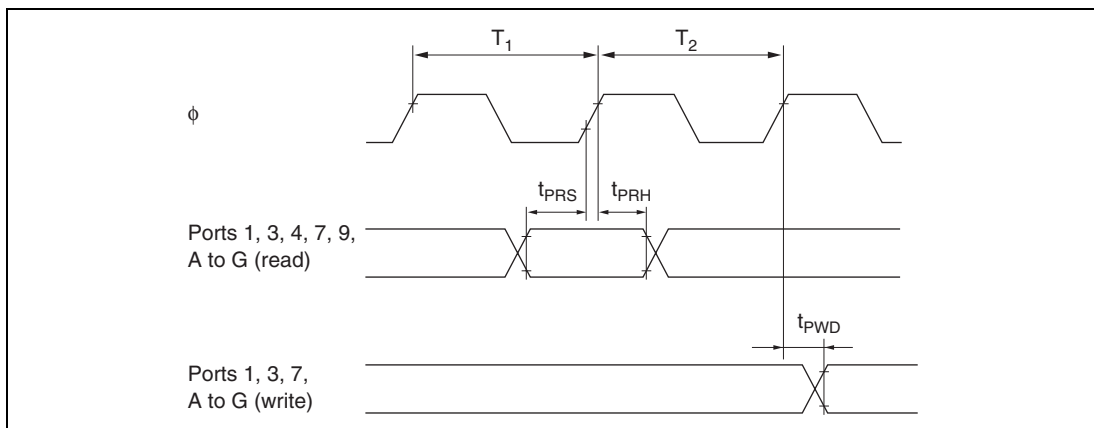 T1
T2
ϕ
tPRS
tPRH
Ports 1, 3, 4, 7, 9,
A to G (read)
tPWD
Ports 1, 3, 7,
A to G (write)